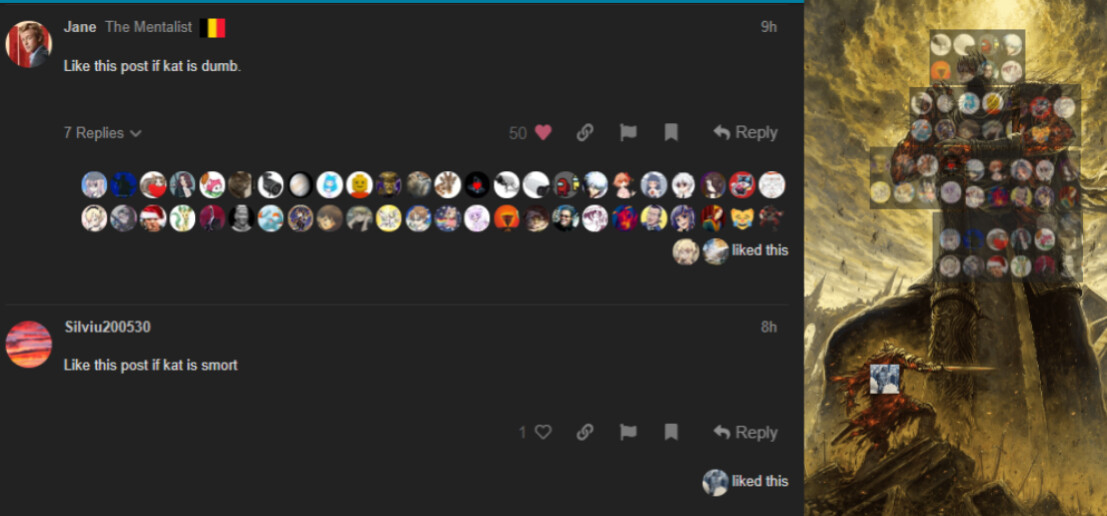 Jane The Mentalist 9h
Like this post if kat is dumb.
7 Replies 50 Reply
liked this
Silviu200530 8h
Like this post if kat is smort
1 Reply
liked this